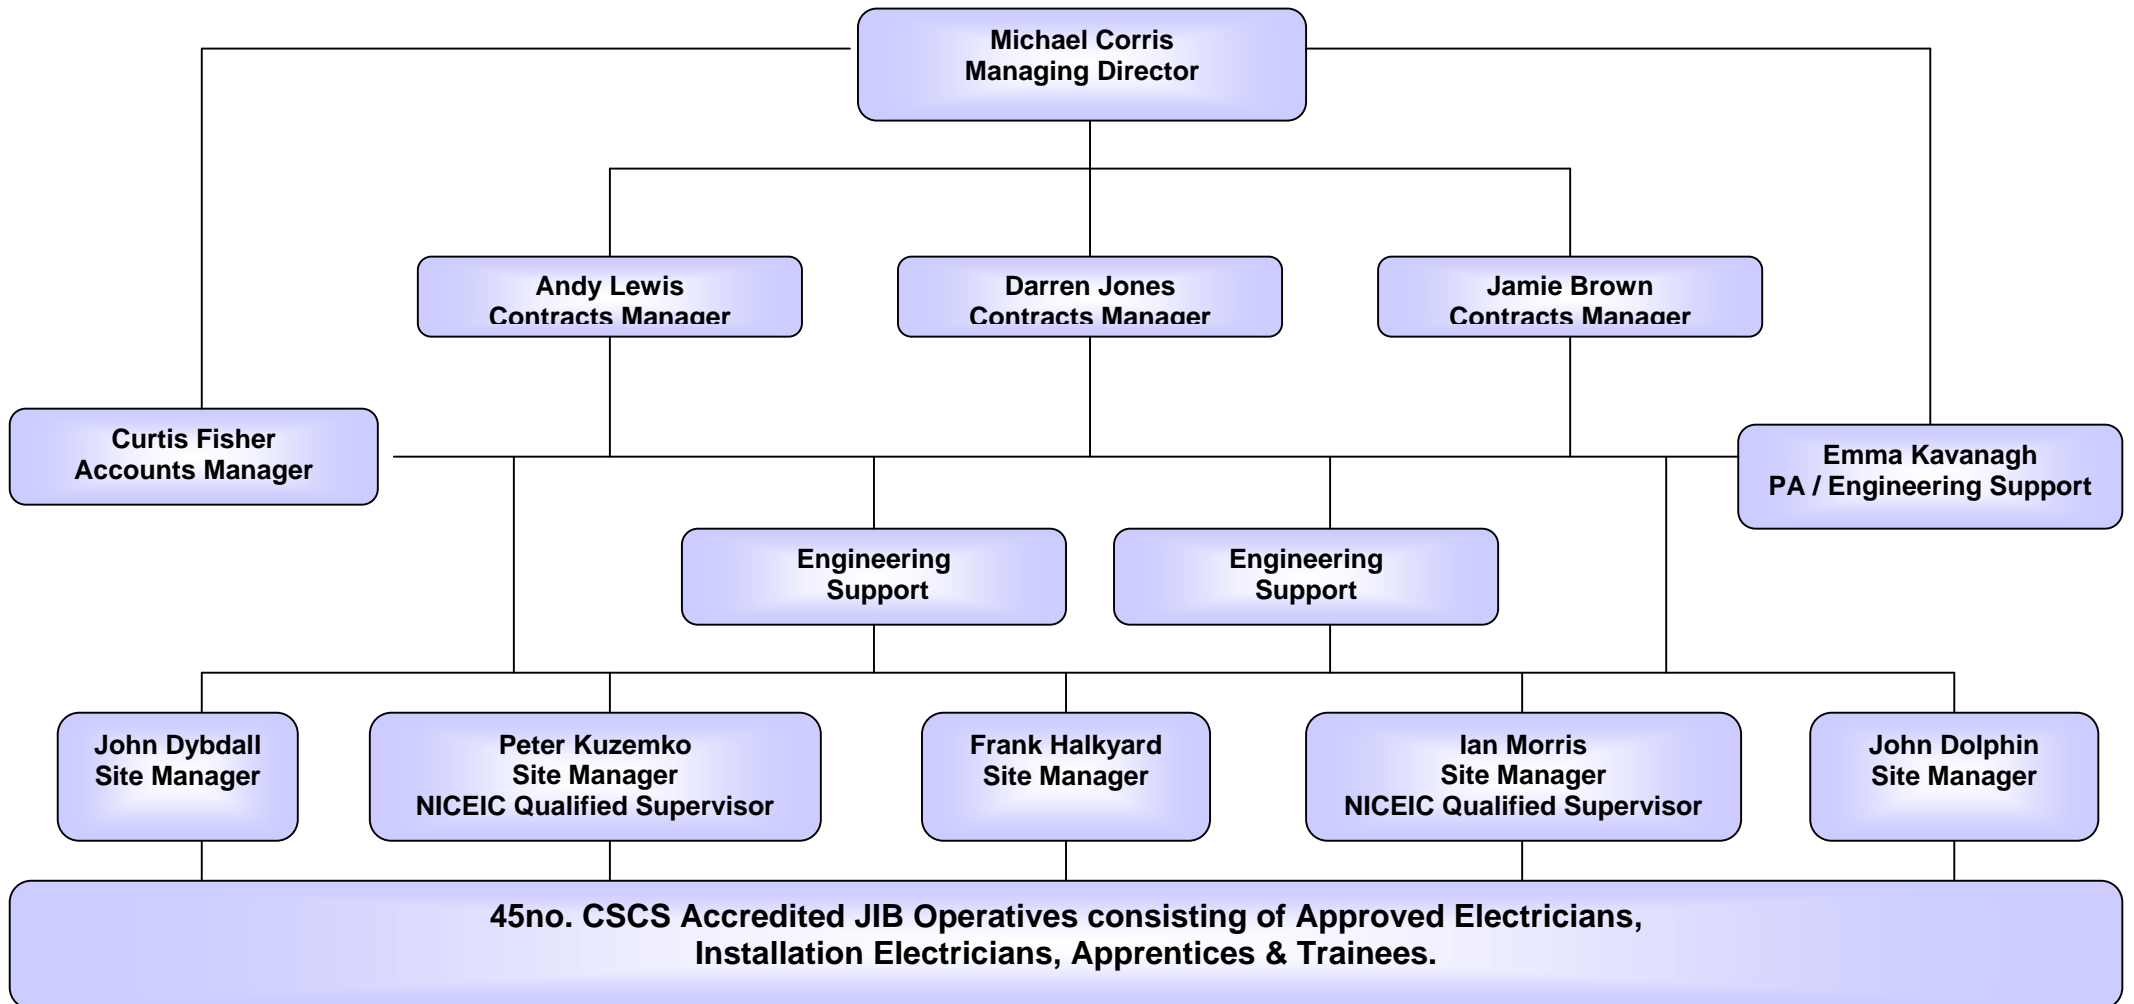 Michael Corris
Managing Director
Andy Lewis
Contracts Manager
Darren Jones
Contracts Manager
Jamie Brown
Contracts Manager
Curtis Fisher
Accounts Manager
Emma Kavanagh
PA / Engineering Support
Engineering
Support
Engineering
Support
John Dybdall
Site Manager
Peter Kuzemko
Site Manager
NICEIC Qualified Supervisor
Frank Halkyard
Site Manager
Ian Morris
Site Manager
NICEIC Qualified Supervisor
John Dolphin
Site Manager
45no. CSCS Accredited JIB Operatives consisting of Approved Electricians,
Installation Electricians, Apprentices & Trainees.